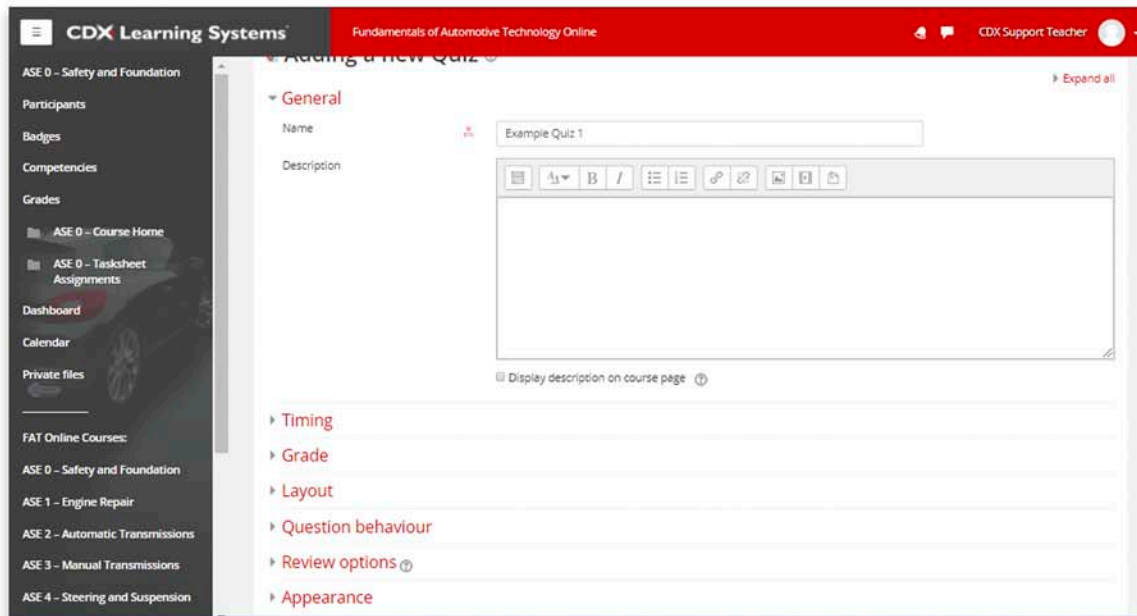 CDX Learning Systems
Fundamentals of Automotive Technology Online
CDX Support Teacher
ASE 0 – Safety and Foundation
Participants
Badges
Competencies
Grades
ASE 0 – Course Home
ASE 0 – Tasksheet
Assignments
Dashboard
Calendar
Private files
FAT Online Courses:
ASE 0 – Safety and Foundation
ASE 1 – Engine Repair
ASE 2 – Automatic Transmissions
ASE 3 – Manual Transmissions
ASE 4 – Steering and Suspension
Adding a new Quiz
Expand all
General
Name
Example Quiz 1
Description
B I
Display description on course page
Timing
Grade
Layout
Question behaviour
Review options
Appearance